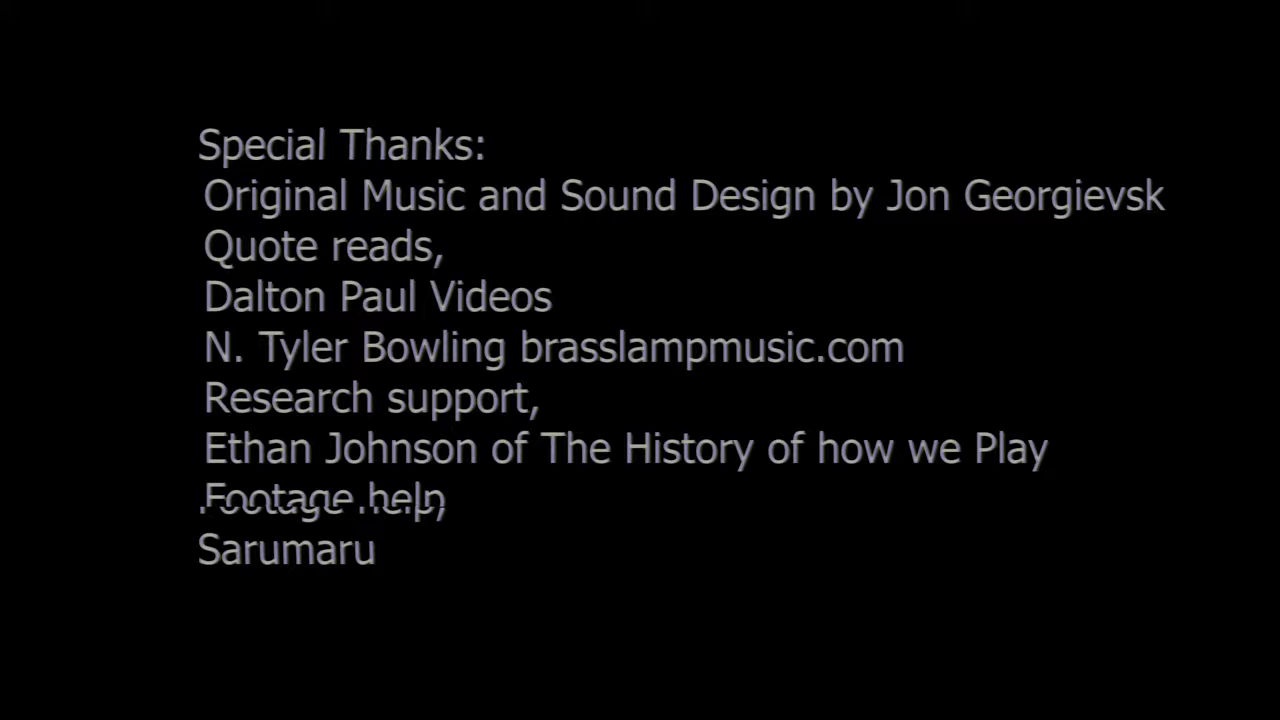 Special Thanks:
Original Music and Sound Design by Jon Georgievsk
Quote reads,
Dalton Paul Videos
N. Tyler Bowling brasslampmusic.com
Research support,
Ethan Johnson of The History of how we Play
Footage help,
Sarumaru